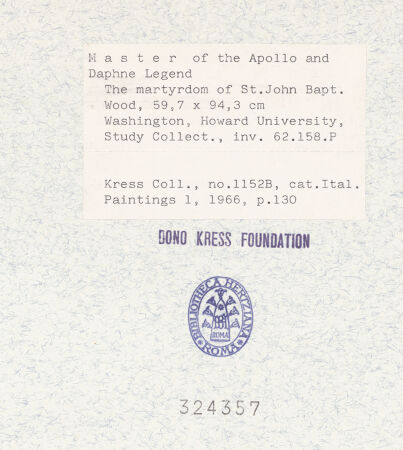 Master of the Apollo and
Daphne Legend
The martyrdom of St.John Bapt.
Wood, 59,7 x 94,3 cm
Washington, Howard University,
Study Collect., inv. 62.158.P
Kress Coll., no.1152B, cat.Ital.
Paintings 1, 1966, p.130
DONO KRESS FOUNDATION
BIBLIOTHECA HERTZIANA
ROMA
ROMA
324357